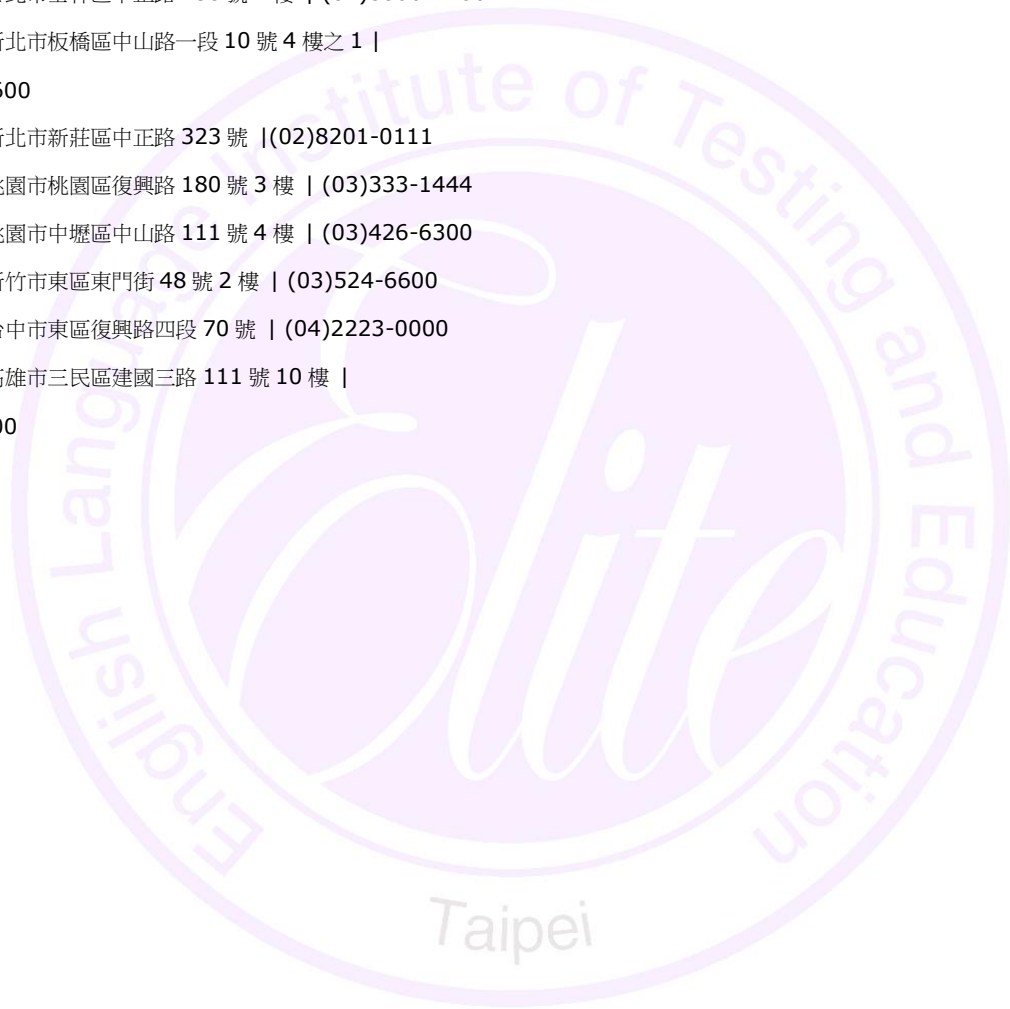 北市板橋區中山路一段 10 號 4 樓之 1 |
600
北市新莊區中正路 323 號 |(02)8201-0111
園市桃園區復興路 180 號 3 樓 | (03)333-1444
園市中壢區中山路 111 號 4 樓 | (03)426-6300
竹市東區東門街 48 號 2 樓 | (03)524-6600
中市東區復興路四段 70 號 | (04)2223-0000
雄市三民區建國三路 111 號 10 樓 |
00
English Language Institute of Testing and Education
Elite
Taipei